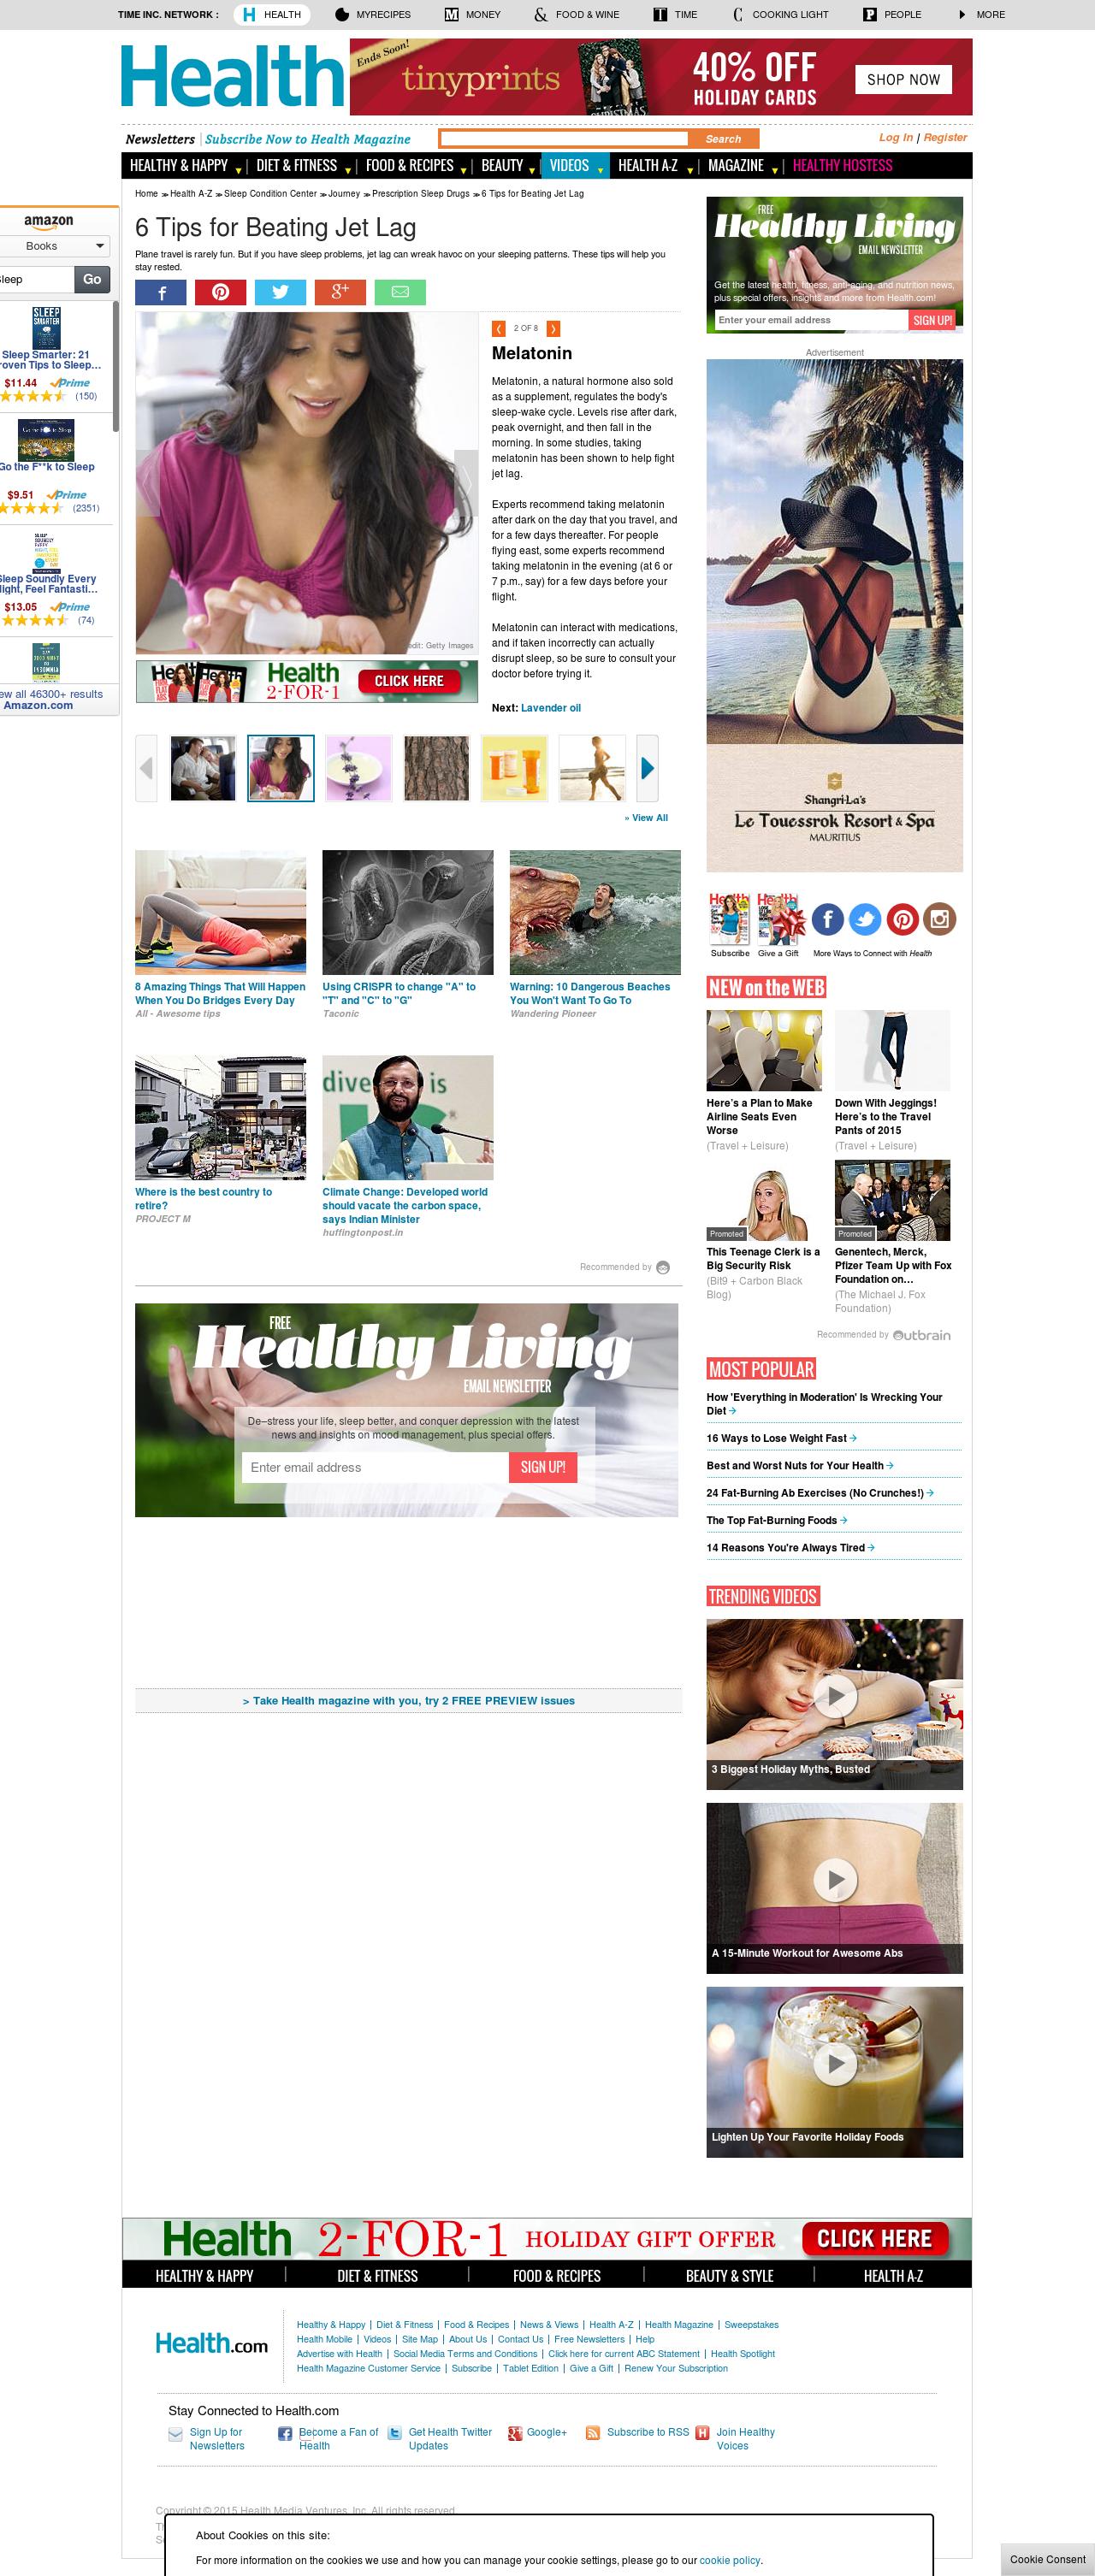 TIME INC. NETWORK :
HEALTH
MYRECIPES
MONEY
FOOD & WINE
TIME
COOKING LIGHT
PEOPLE
MORE
Health
Ends Soon!
tinyprints
CHRISTMAS
40% OFF
HOLIDAY CARDS
SHOP NOW
Newsletters | Subscribe Now to Health Magazine
Search
Log In / Register
HEALTHY & HAPPY
DIET & FITNESS
FOOD & RECIPES
BEAUTY
VIDEOS
HEALTH A-Z
MAGAZINE
HEALTHY HOSTESS
Home ≫ Health A-Z ≫ Sleep Condition Center ≫ Journey ≫ Prescription Sleep Drugs ≫ 6 Tips for Beating Jet Lag
amazon
Books
leep
Go
SLEEP SMARTER
Sleep Smarter: 21
roven Tips to Sleep…
$11.44 Prime
(150)
Go the F**k to Sleep
$9.51 Prime
(2351)
Sleep Soundly Every
light, Feel Fantasti…
$13.05 Prime
(74)
ew all 46300+ results
Amazon.com
6 Tips for Beating Jet Lag
Plane travel is rarely fun. But if you have sleep problems, jet lag can wreak havoc on your sleeping patterns. These tips will help you
stay rested.
2 OF 8
Melatonin
Melatonin, a natural hormone also sold
as a supplement, regulates the body's
sleep-wake cycle. Levels rise after dark,
peak overnight, and then fall in the
morning. In some studies, taking
melatonin has been shown to help fight
jet lag.
Experts recommend taking melatonin
after dark on the day that you travel, and
for a few days thereafter. For people
flying east, some experts recommend
taking melatonin in the evening (at 6 or
7 p.m., say) for a few days before your
flight.
Melatonin can interact with medications,
and if taken incorrectly can actually
disrupt sleep, so be sure to consult your
doctor before trying it.
Next: Lavender oil
edit: Getty Images
Health
2-FOR-1
CLICK HERE
» View All
8 Amazing Things That Will Happen
When You Do Bridges Every Day
All - Awesome tips
Using CRISPR to change "A" to
"T" and "C" to "G"
Taconic
Warning: 10 Dangerous Beaches
You Won't Want To Go To
Wandering Pioneer
Where is the best country to
retire?
PROJECT M
dive is
Climate Change: Developed world
should vacate the carbon space,
says Indian Minister
huffingtonpost.in
Recommended by
FREE
Healthy Living
EMAIL NEWSLETTER
De–stress your life, sleep better, and conquer depression with the latest
news and insights on mood management, plus special offers.
Enter email address
SIGN UP!
> Take Health magazine with you, try 2 FREE PREVIEW issues
FREE
Healthy Living
EMAIL NEWSLETTER
Get the latest health, fitness, anti-aging, and nutrition news,
plus special offers, insights and more from Health.com!
Enter your email address
SIGN UP!
Advertisement
Shangri-La's
Le Touessrok Resort & Spa
MAURITIUS
Health
Health
Subscribe
Give a Gift
More Ways to Connect with Health
NEW on the WEB
Here's a Plan to Make
Airline Seats Even
Worse
(Travel + Leisure)
Down With Jeggings!
Here's to the Travel
Pants of 2015
(Travel + Leisure)
Promoted
This Teenage Clerk is a
Big Security Risk
(Bit9 + Carbon Black
Blog)
Promoted
Genentech, Merck,
Pfizer Team Up with Fox
Foundation on…
(The Michael J. Fox
Foundation)
Recommended by Outbrain
MOST POPULAR
How 'Everything in Moderation' Is Wrecking Your
Diet
16 Ways to Lose Weight Fast
Best and Worst Nuts for Your Health
24 Fat-Burning Ab Exercises (No Crunches!)
The Top Fat-Burning Foods
14 Reasons You're Always Tired
TRENDING VIDEOS
3 Biggest Holiday Myths, Busted
A 15-Minute Workout for Awesome Abs
Lighten Up Your Favorite Holiday Foods
Health 2-FOR-1 HOLIDAY GIFT OFFER CLICK HERE
HEALTHY & HAPPY
DIET & FITNESS
FOOD & RECIPES
BEAUTY & STYLE
HEALTH A-Z
Health.com
Healthy & Happy | Diet & Fitness | Food & Recipes | News & Views | Health A-Z | Health Magazine | Sweepstakes
Health Mobile | Videos | Site Map | About Us | Contact Us | Free Newsletters | Help
Advertise with Health | Social Media Terms and Conditions | Click here for current ABC Statement | Health Spotlight
Health Magazine Customer Service | Subscribe | Tablet Edition | Give a Gift | Renew Your Subscription
Stay Connected to Health.com
Sign Up for
Newsletters
Become a Fan of
Health
Get Health Twitter
Updates
Google+
Subscribe to RSS
Join Healthy
Voices
Copyright © 2015 Health Media Ventures, Inc. All rights reserved.
About Cookies on this site:
For more information on the cookies we use and how you can manage your cookie settings, please go to our cookie policy.
Cookie Consent